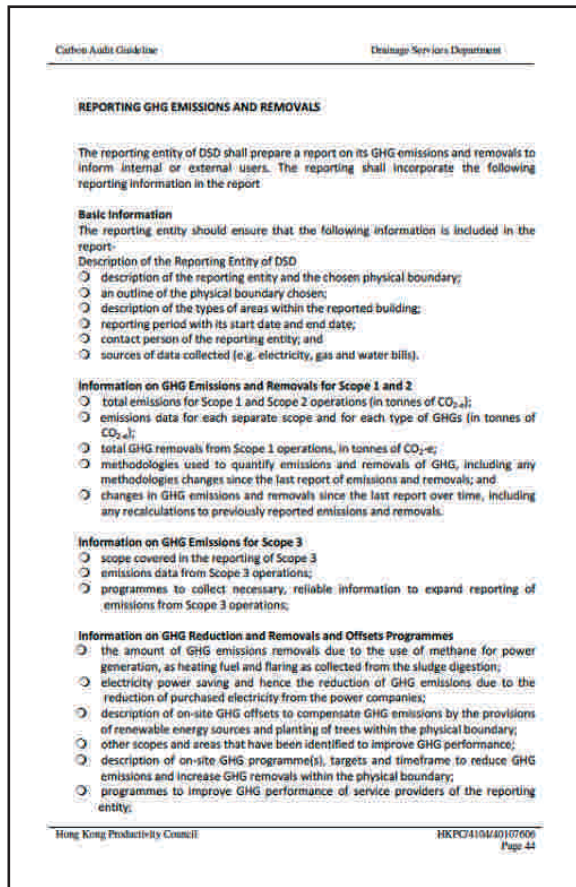 Carbon Audit Guideline Drainage Services Department
REPORTING GHG EMISSIONS AND REMOVALS
The reporting entity of DSD shall prepare a report on its GHG emissions and removals to
inform internal or external users. The reporting shall incorporate the following
reporting information in the report
Basic Information
The reporting entity should ensure that the following information is included in the
report-
Description of the Reporting Entity of DSD
❍ description of the reporting entity and the chosen physical boundary;
❍ an outline of the physical boundary chosen;
❍ description of the types of areas within the reported building;
❍ reporting period with its start date and end date;
❍ contact person of the reporting entity; and
❍ sources of data collected (e.g. electricity, gas and water bills).
Information on GHG Emissions and Removals for Scope 1 and 2
❍ total emissions for Scope 1 and Scope 2 operations (in tonnes of CO2-e);
❍ emissions data for each separate scope and for each type of GHGs (in tonnes of
CO2-e);
❍ total GHG removals from Scope 1 operations, in tonnes of CO2-e;
❍ methodologies used to quantify emissions and removals of GHG, including any
methodologies changes since the last report of emissions and removals; and
❍ changes in GHG emissions and removals since the last report over time, including
any recalculations to previously reported emissions and removals.
Information on GHG Emissions for Scope 3
❍ scope covered in the reporting of Scope 3
❍ emissions data from Scope 3 operations;
❍ programmes to collect necessary, reliable information to expand reporting of
emissions from Scope 3 operations;
Information on GHG Reduction and Removals and Offsets Programmes
❍ the amount of GHG emissions removals due to the use of methane for power
generation, as heating fuel and flaring as collected from the sludge digestion;
❍ electricity power saving and hence the reduction of GHG emissions due to the
reduction of purchased electricity from the power companies;
❍ description of on-site GHG offsets to compensate GHG emissions by the provisions
of renewable energy sources and planting of trees within the physical boundary;
❍ other scopes and areas that have been identified to improve GHG performance;
❍ description of on-site GHG programme(s), targets and timeframe to reduce GHG
emissions and increase GHG removals within the physical boundary;
❍ programmes to improve GHG performance of service providers of the reporting
entity;
Hong Kong Productivity Council HKPC/4104/40107606
Page 44